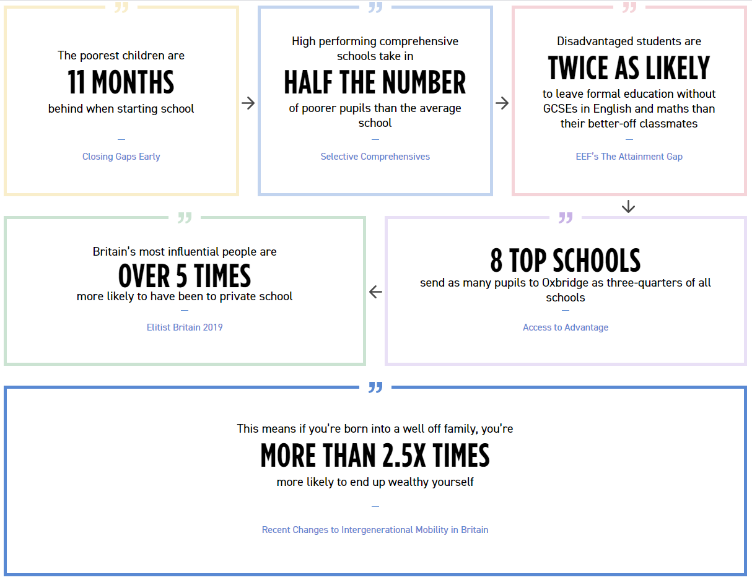 The poorest children are
11 MONTHS
behind when starting school
Closing Gaps Early
High performing comprehensive
schools take in
HALF THE NUMBER
of poorer pupils than the average
school
Selective Comprehensives
Disadvantaged students are
TWICE AS LIKELY
to leave formal education without
GCSEs in English and maths than
their better-off classmates
EEF's The Attainment Gap
8 TOP SCHOOLS
send as many pupils to Oxbridge as three-quarters of all
schools
Access to Advantage
Britain's most influential people are
OVER 5 TIMES
more likely to have been to private school
Elitist Britain 2019
This means if you're born into a well off family, you're
MORE THAN 2.5X TIMES
more likely to end up wealthy yourself
Recent Changes to Intergenerational Mobility in Britain